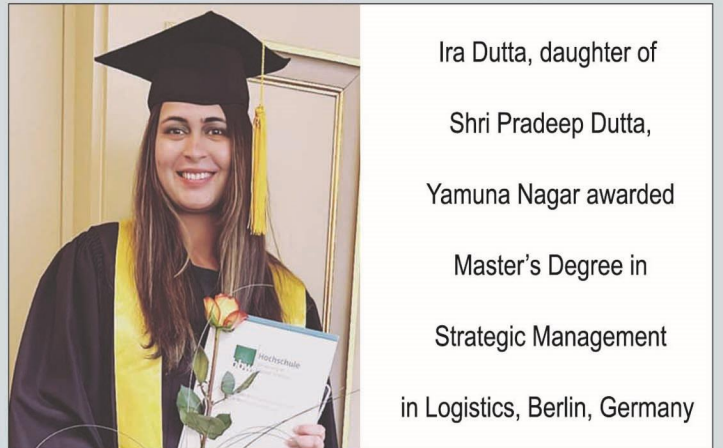 Ira Dutta, daughter of
Shri Pradeep Dutta,
Yamuna Nagar awarded
Master’s Degree in
Strategic Management
in Logistics, Berlin, Germany
Hochschule